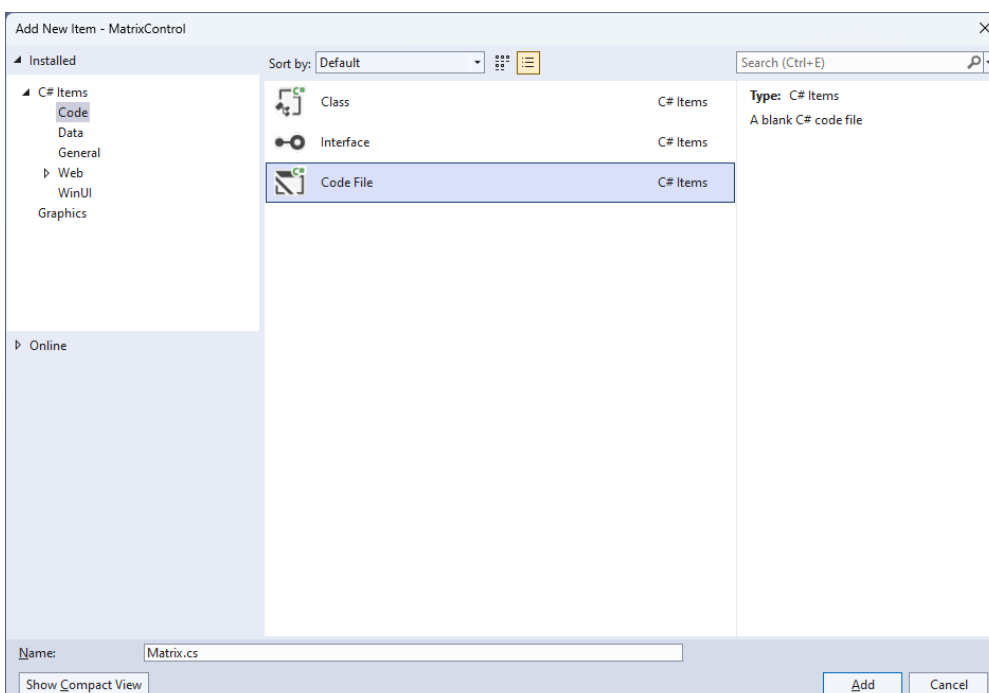 Add New Item - MatrixControl
Installed
Sort by: Default
Search (Ctrl+E)
C# Items
Code
Data
General
Web
WinUI
Graphics
Online
C#
Class
C# Items
Interface
C# Items
C#
Code File
C# Items
Type: C# Items
A blank C# code file
Name: Matrix.cs
Show Compact View
Add
Cancel